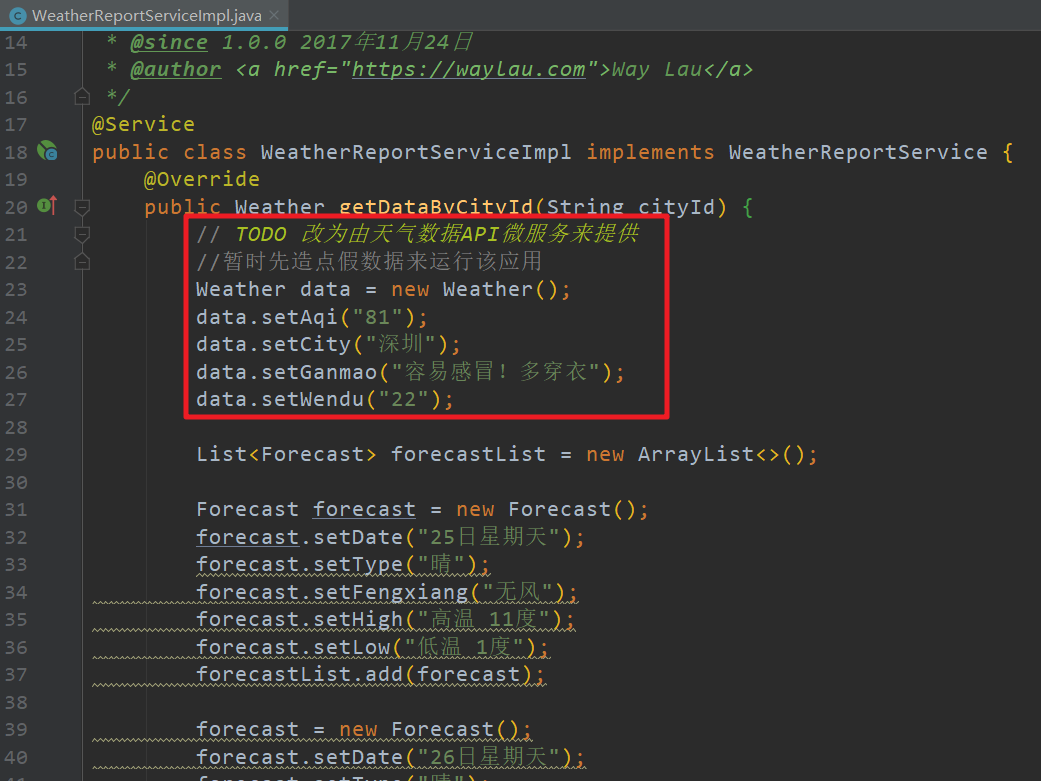 WeatherReportServiceImpl.java
14 * @since 1.0.0 2017年11月24日
15 * @author <a href="https://waylau.com">Way Lau</a>
16 */
17 @Service
18 public class WeatherReportServiceImpl implements WeatherReportService {
19 @Override
20 public Weather getDataByCityId(String cityId) {
21 // TODO 改为由天气数据API微服务来提供
22 //暂时先造点假数据来运行该应用
23 Weather data = new Weather();
24 data.setAqi("81");
25 data.setCity("深圳");
26 data.setGanmao("容易感冒！多穿衣");
27 data.setWendu("22");
28
29 List<Forecast> forecastList = new ArrayList<>();
30
31 Forecast forecast = new Forecast();
32 forecast.setDate("25日星期天");
33 forecast.setType("晴");
34 forecast.setFengxiang("无风");
35 forecast.setHigh("高温 11度");
36 forecast.setLow("低温 1度");
37 forecastList.add(forecast);
38
39 forecast = new Forecast();
40 forecast.setDate("26日星期天");
forecast.setType("晴");